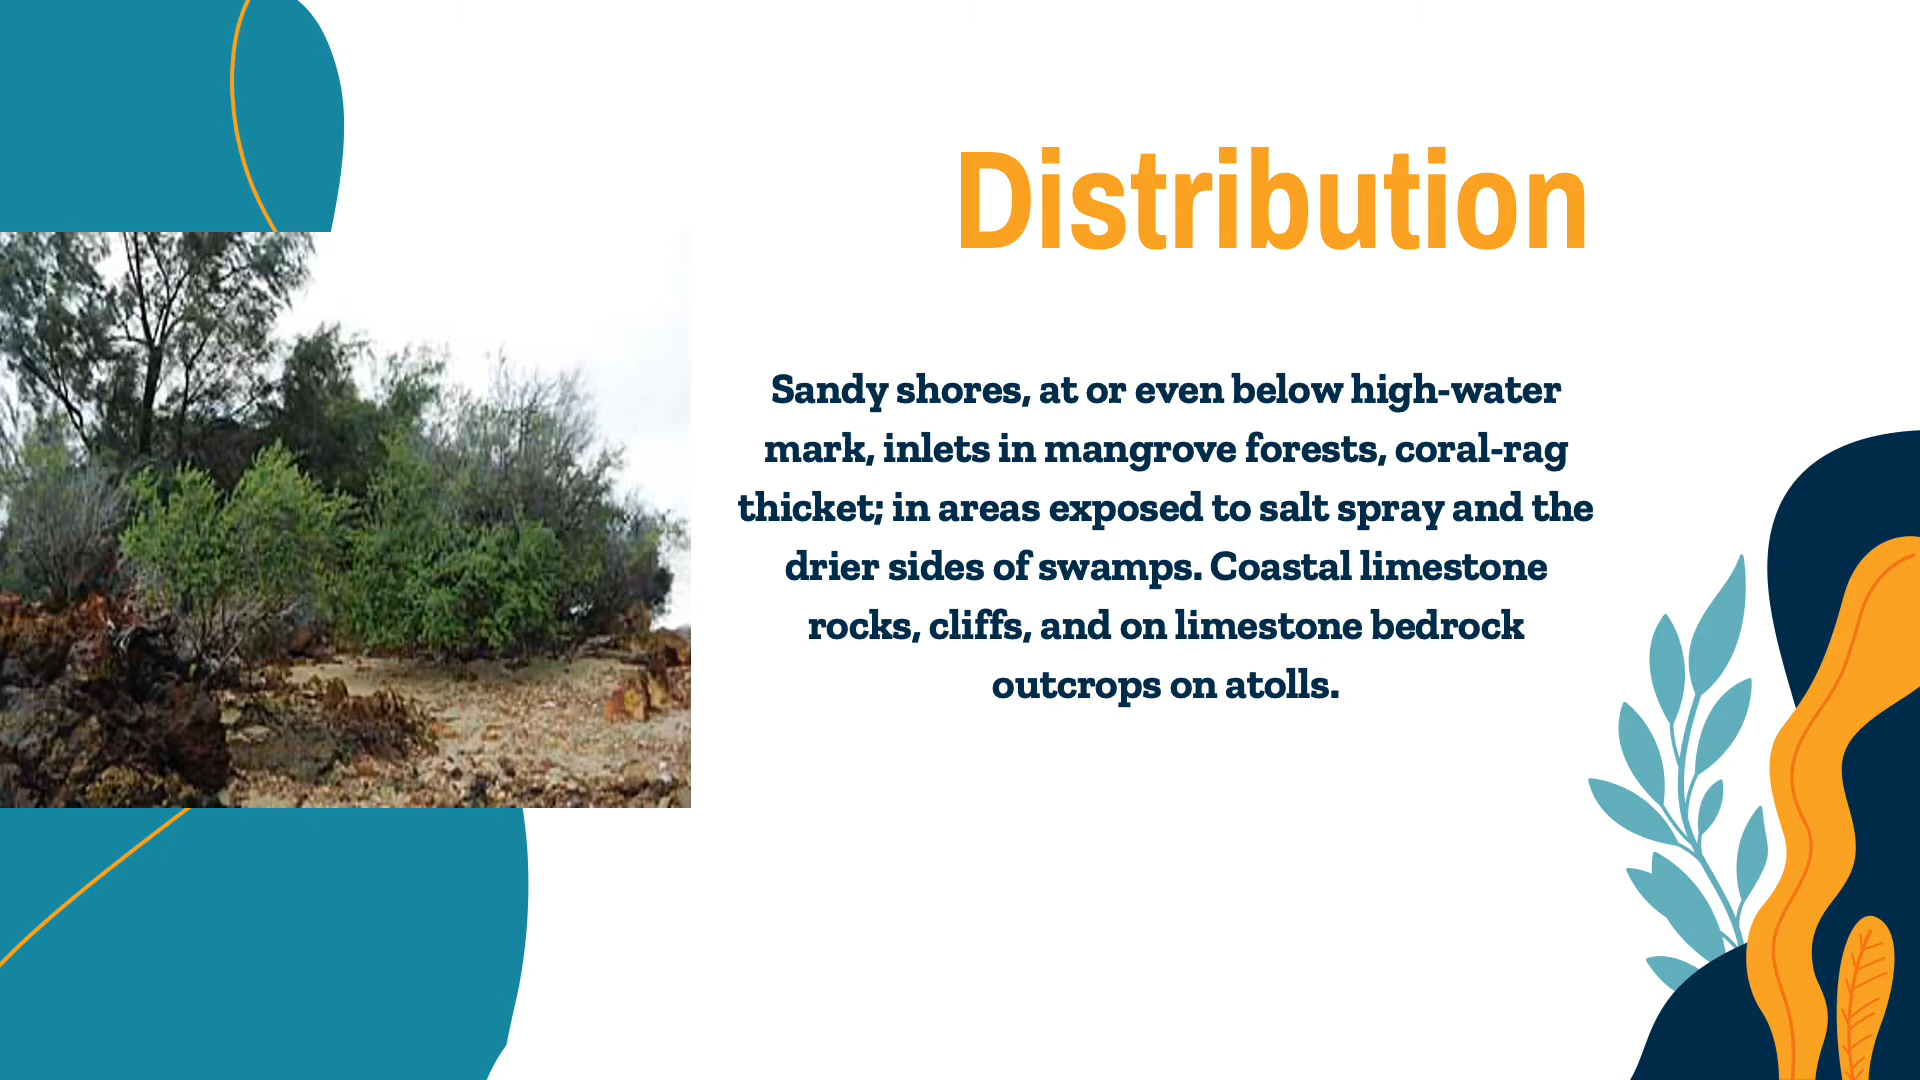 Distribution
Sandy shores, at or even below high-water
mark, inlets in mangrove forests, coral-rag
thicket; in areas exposed to salt spray and the
drier sides of swamps. Coastal limestone
rocks, cliffs, and on limestone bedrock
outcrops on atolls.